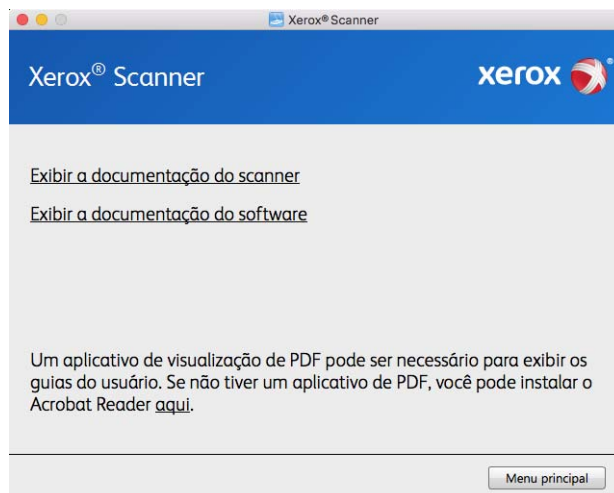 Xerox® Scanner
Xerox® Scanner
xerox ®
Exibir a documentação do scanner
Exibir a documentação do software
Um aplicativo de visualização de PDF pode ser necessário para exibir os
guias do usuário. Se não tiver um aplicativo de PDF, você pode instalar o
Acrobat Reader aqui.
Menu principal